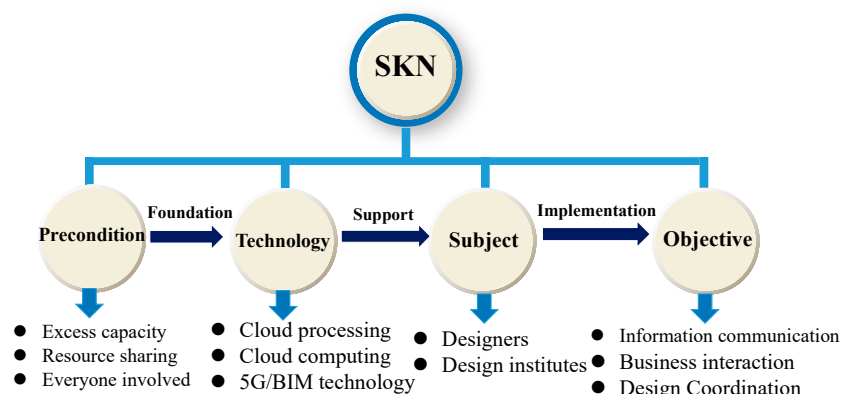 SKN
Foundation
Support
Implementation
Precondition
Technology
Subject
Objective
● Excess capacity
● Resource sharing
● Everyone involved
● Cloud processing
● Cloud computing
● 5G/BIM technology
● Designers
● Design institutes
● Information communication
● Business interaction
● Design Coordination